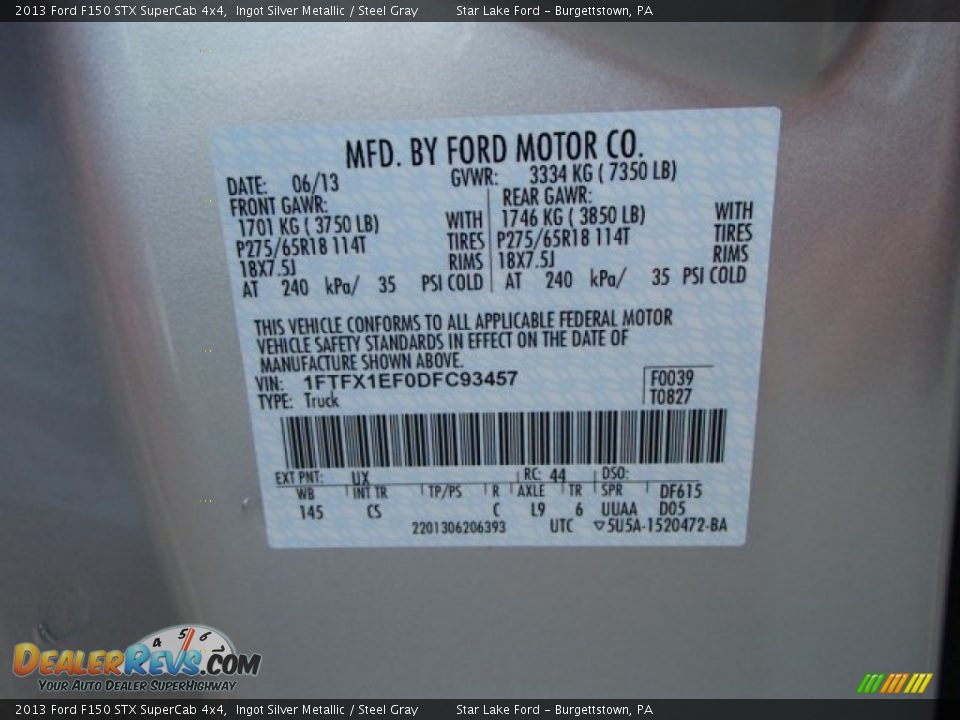 2013 Ford F150 STX SuperCab 4x4, Ingot Silver Metallic / Steel Gray Star Lake Ford - Burgettstown, PA
MFD. BY FORD MOTOR CO.
DATE: 06/13 GVWR: 3334 KG ( 7350 LB)
FRONT GAWR: REAR GAWR:
1701 KG ( 3750 LB) WITH 1746 KG ( 3850 LB) WITH
P275/65R18 114T TIRES P275/65R18 114T TIRES
18X7.5J RIMS 18X7.5J RIMS
AT 240 kPa/ 35 PSI COLD AT 240 kPa/ 35 PSI COLD
THIS VEHICLE CONFORMS TO ALL APPLICABLE FEDERAL MOTOR
VEHICLE SAFETY STANDARDS IN EFFECT ON THE DATE OF
MANUFACTURE SHOWN ABOVE.
VIN: 1FTFX1EF0DFC93457 F0039
TYPE: Truck T0827
EXT PNT: UX RC: 44 DSO:
WB INT TR TP/PS R AXLE TR SPR DF615
145 CS C L9 6 UUAA D05
2201306206393 UTC ▽5U5A-1520472-BA
4 5 6 7
DEALERREVS.COM
YOUR AUTO DEALER SUPERHIGHWAY
2013 Ford F150 STX SuperCab 4x4, Ingot Silver Metallic / Steel Gray Star Lake Ford - Burgettstown, PA